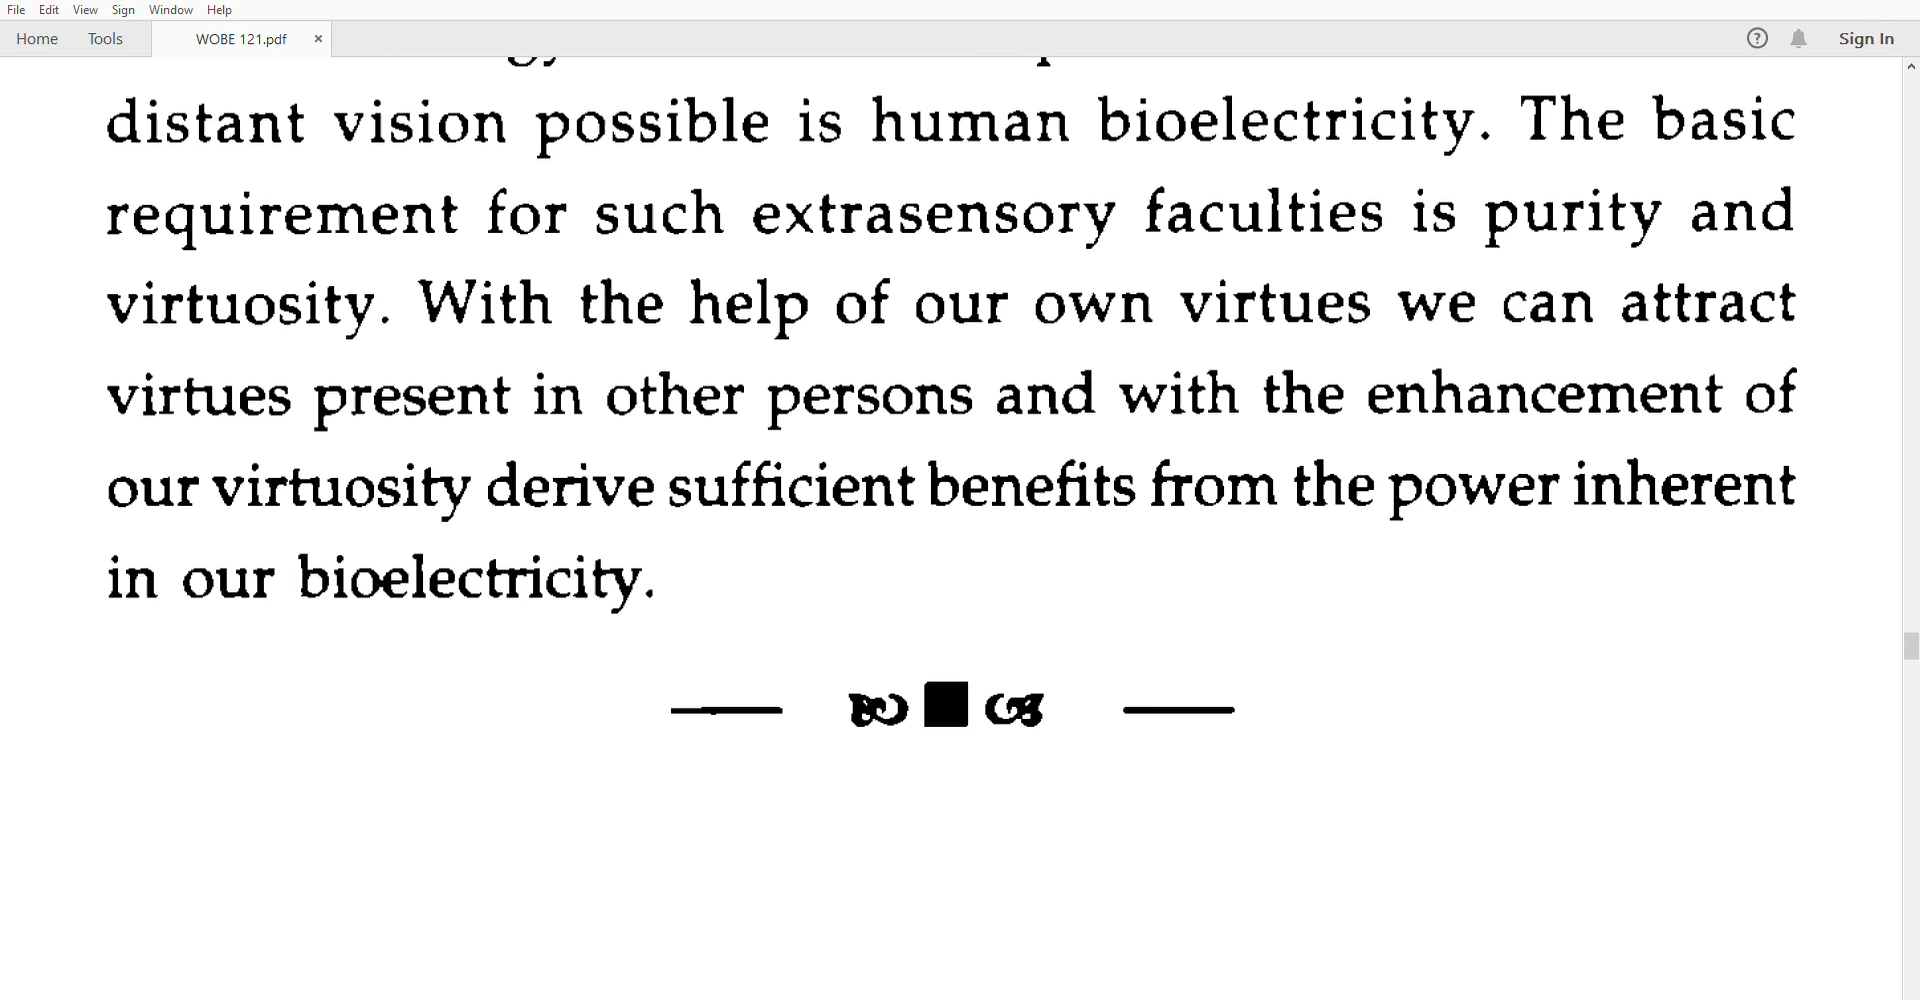 File Edit View Sign Window Help
Home Tools WOBE 121.pdf × ? Sign In
distant vision possible is human bioelectricity. The basic
requirement for such extrasensory faculties is purity and
virtuosity. With the help of our own virtues we can attract
virtues present in other persons and with the enhancement of
our virtuosity derive sufficient benefits from the power inherent
in our bioelectricity.